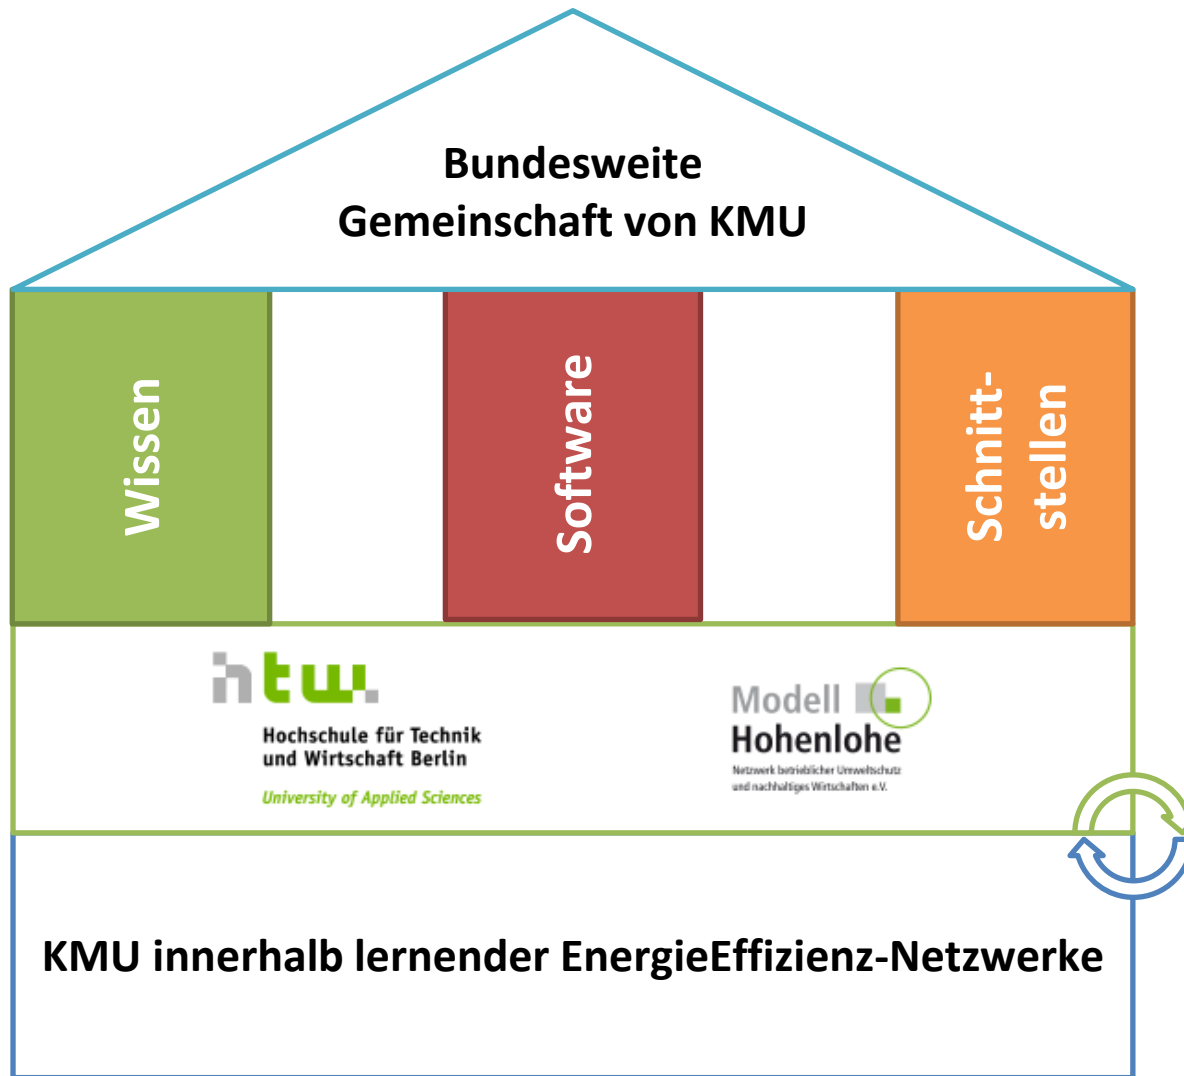 Bundesweite
Gemeinschaft von KMU
Wissen
Software
Schnitt-
stellen
htw.
Hochschule für Technik
und Wirtschaft Berlin
University of Applied Sciences
Modell
Hohenlohe
Netzwerk betrieblicher Umweltschutz
und nachhaltiges Wirtschaften e.V.
KMU innerhalb lernender EnergieEffizienz-Netzwerke